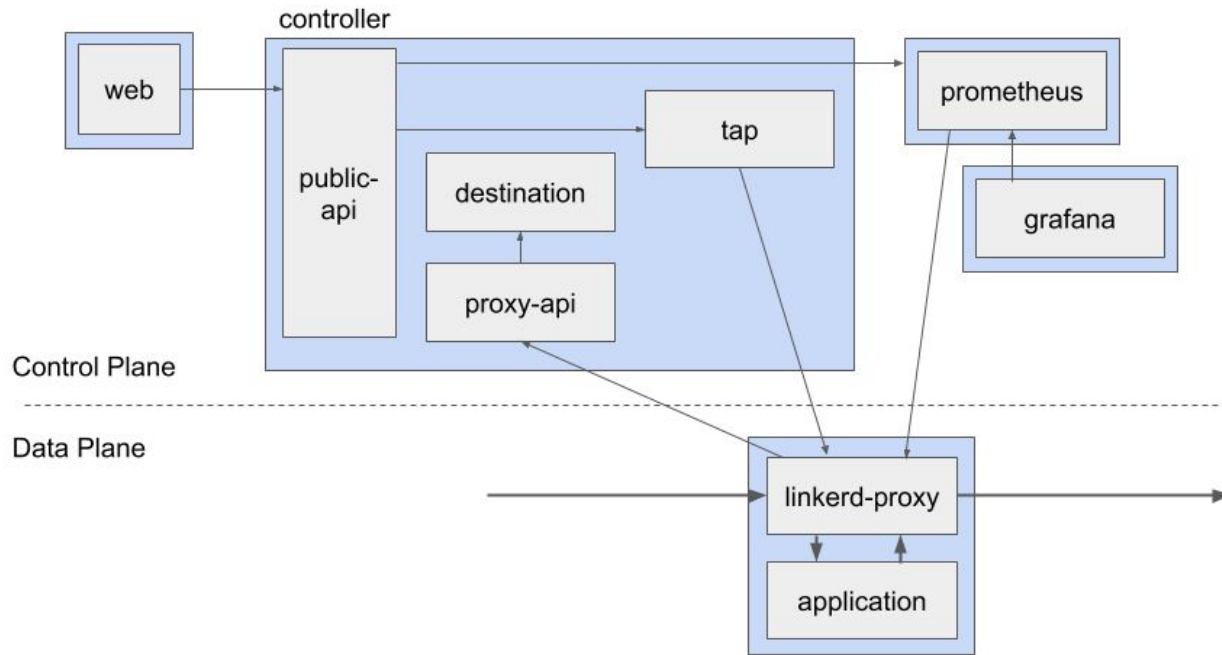 controller
web
prometheus
tap
public-
api
destination
grafana
proxy-api
Control Plane
Data Plane
linkerd-proxy
application